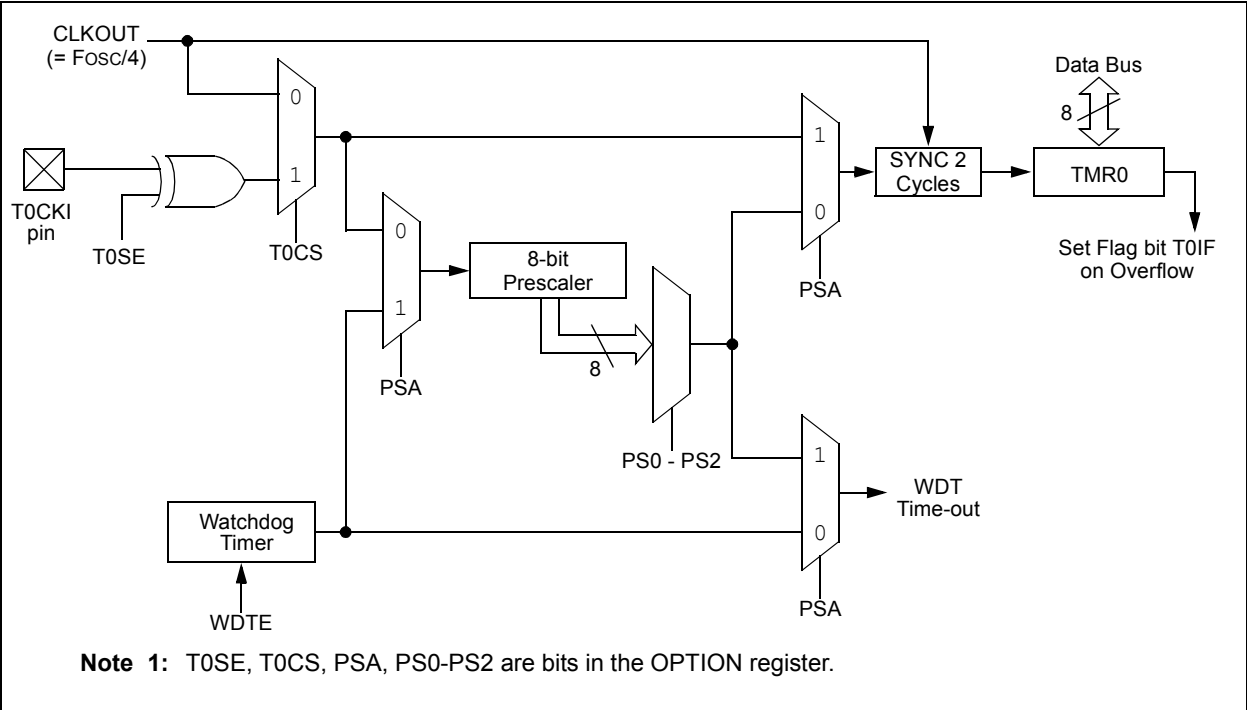 CLKOUT
(= FOSC/4)
Data Bus
8
0
1
1
0
SYNC 2
Cycles
TMR0
T0CKI
pin
T0SE
T0CS
0
1
8-bit
Prescaler
PSA
Set Flag bit T0IF
on Overflow
8
PSA
PS0 - PS2
1
0
WDT
Time-out
Watchdog
Timer
PSA
WDTE
Note 1: T0SE, T0CS, PSA, PS0-PS2 are bits in the OPTION register.